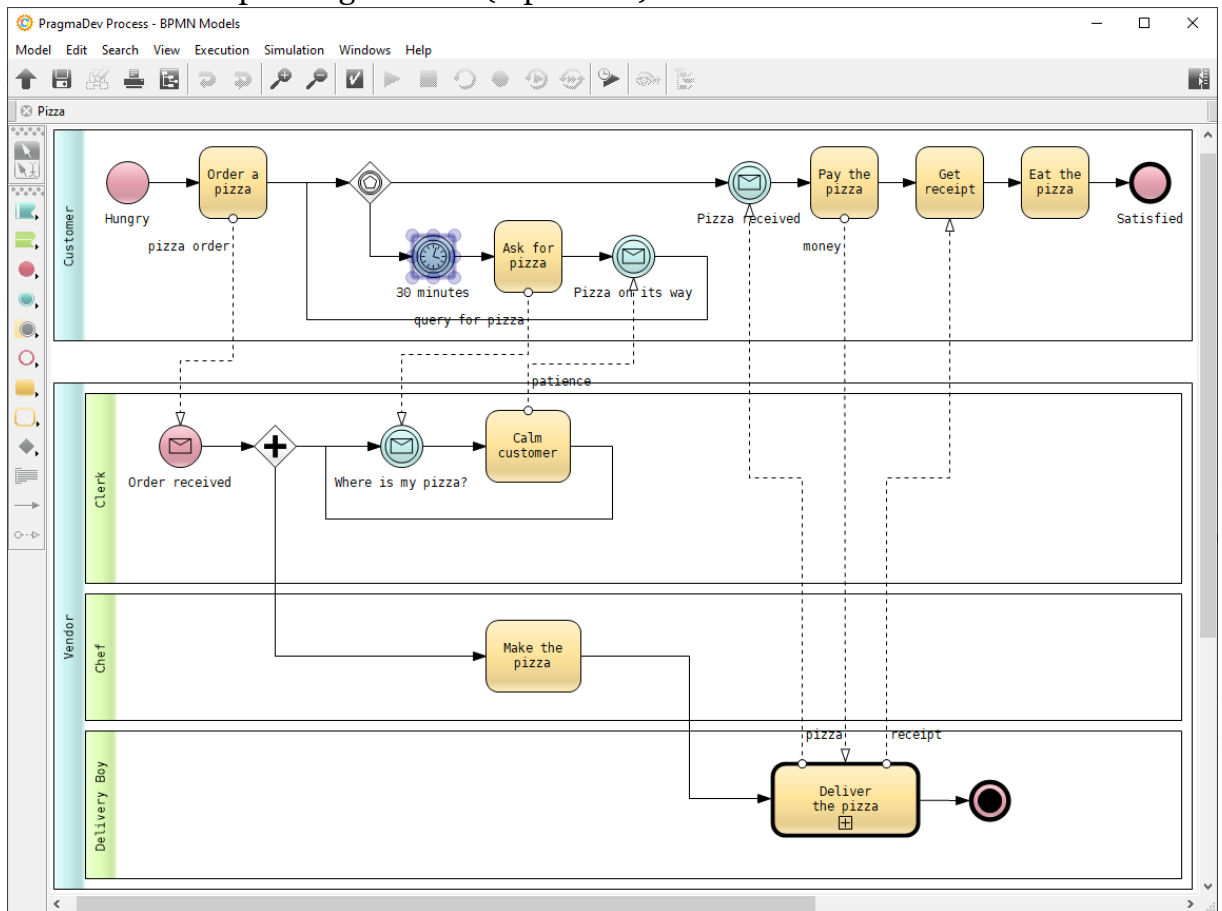 PragmaDev Process - BPMN Models
Model Edit Search View Execution Simulation Windows Help
Pizza
Customer
Hungry
Order a
pizza
pizza order
30 minutes
Ask for
pizza
query for pizza
Pizza on its way
Pizza received
Pay the
pizza
money
Get
receipt
Eat the
pizza
Satisfied
patience
Vendor
Clerk
Order received
Where is my pizza?
Calm
customer
Chef
Make the
pizza
Delivery Boy
pizza
receipt
Deliver
the pizza